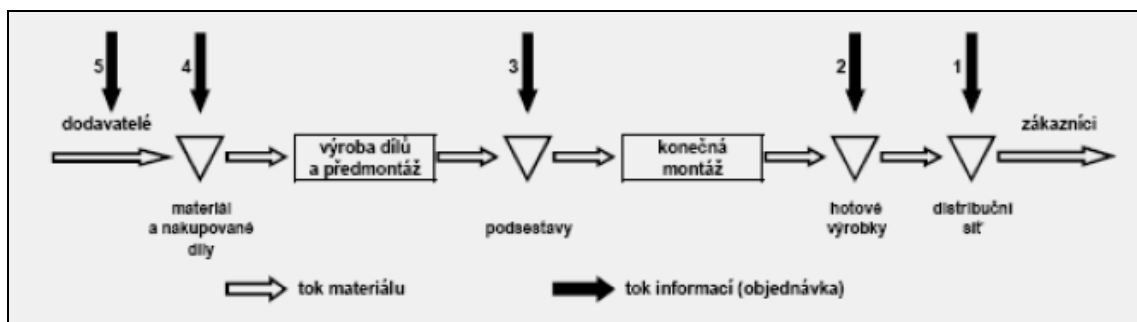 5
4
3
2
1
dodavatelé
zákazníci
výroba dílů
a předmontáž
konečná
montáž
materiál
a nakupované
díly
podsestavy
hotové
výrobky
distribuční
síť
tok materiálu
tok informací (objednávka)